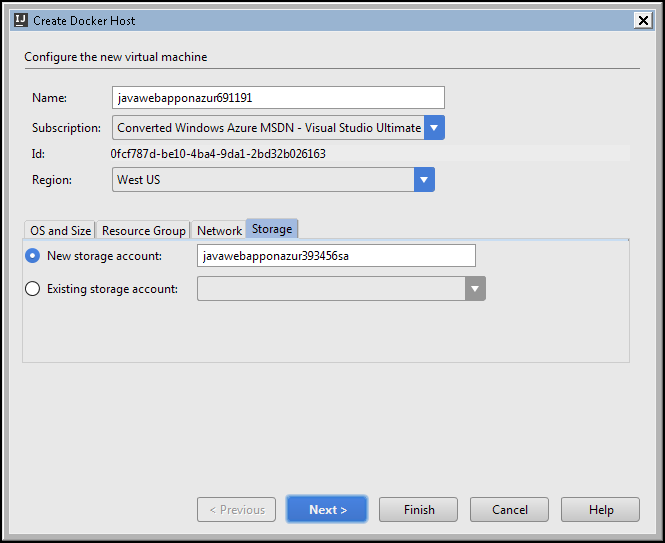 IJ Create Docker Host
Configure the new virtual machine
Name: javawebapponazur691191
Subscription: Converted Windows Azure MSDN - Visual Studio Ultimate
Id: 0fcf787d-be10-4ba4-9da1-2bd32b026163
Region: West US
OS and Size Resource Group Network Storage
New storage account: javawebapponazur393456sa
Existing storage account:
< Previous Next > Finish Cancel Help